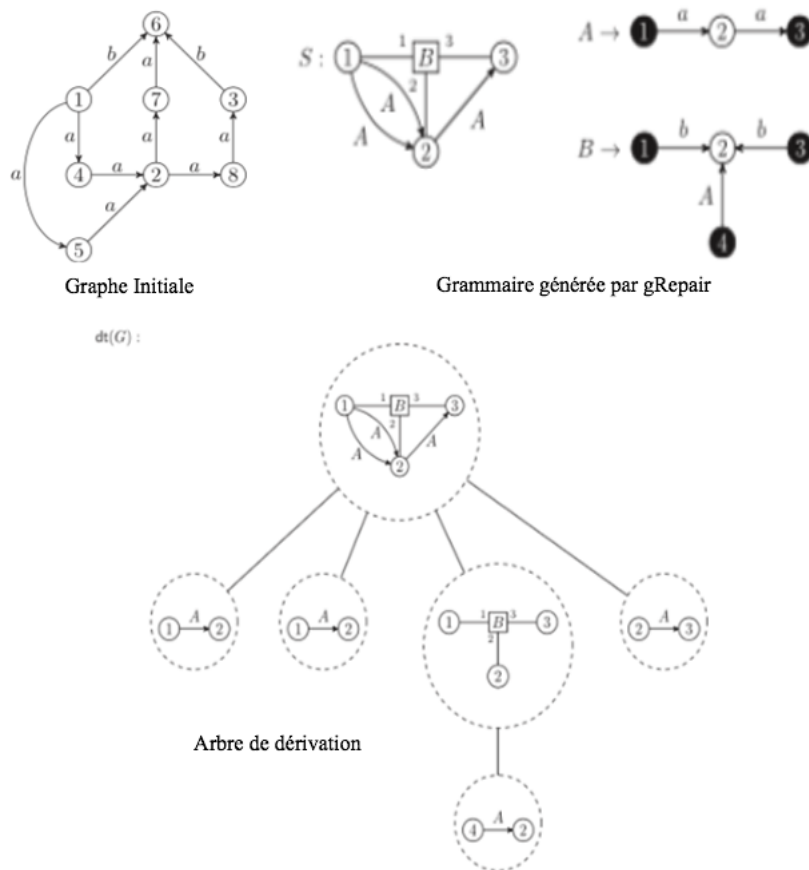 6
b
a
b
1
7
3
a
a
a
a
4
a
2
a
8
a
5
Graphe Initiale
S :
1
1
B
3
3
2
A
A
A
2
A →
1
a
2
a
3
B →
1
b
2
b
3
A
4
Grammaire générée par gRepair
dt(G) :
1
1
B
3
3
2
A
A
A
2
1
A
2
1
A
2
1
1
B
3
3
2
2
2
A
3
Arbre de dérivation
4
A
2